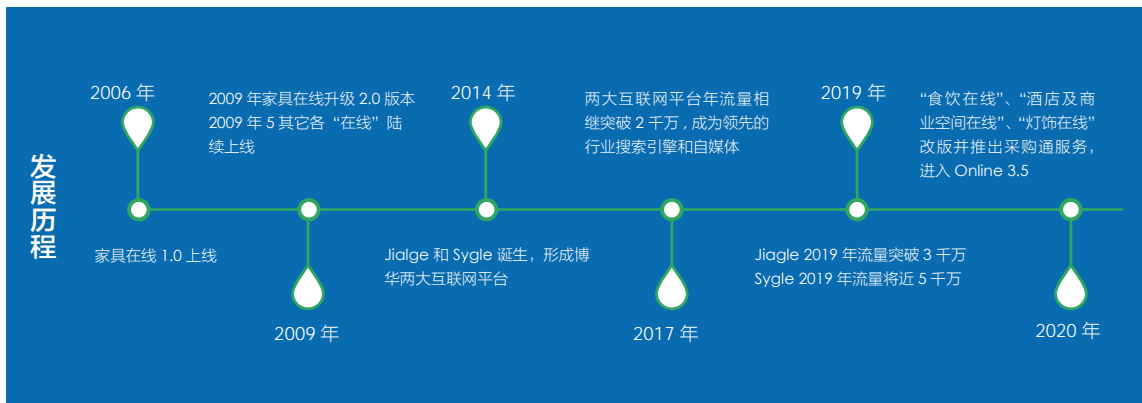 发展历程
2006 年
家具在线 1.0 上线
2009 年家具在线升级 2.0 版本
2009 年 5 其它各“在线”陆
续上线
2009 年
2014 年
Jialge 和 Sygle 诞生，形成博
华两大互联网平台
两大互联网平台年流量相
继突破 2 千万 , 成为领先的
行业搜索引擎和自媒体
2017 年
2019 年
Jiagle 2019 年流量突破 3 千万
Sygle 2019 年流量将近 5 千万
“食饮在线”、“酒店及商
业空间在线”、“灯饰在线”
改版并推出采购通服务，
进入 Online 3.5
2020 年